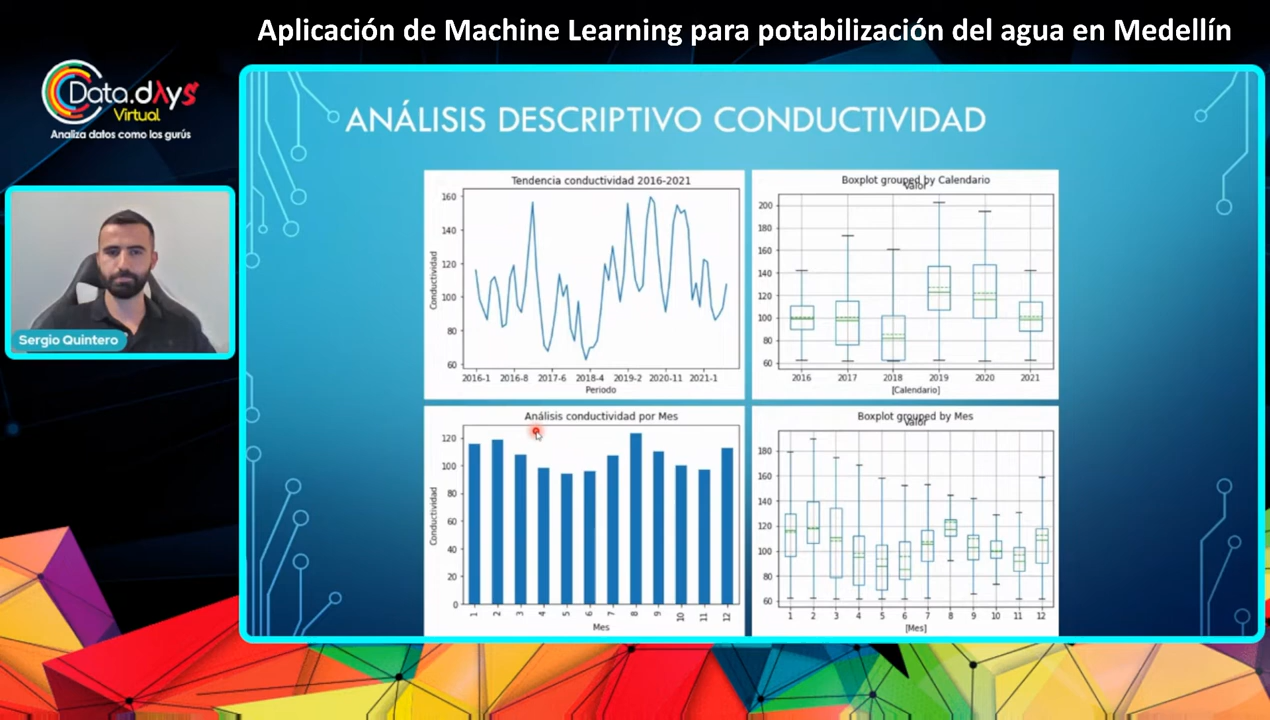 Aplicación de Machine Learning para potabilización del agua en Medellín
Data.dλys
Virtual
Analiza datos como los gurús
Sergio Quintero
ANÁLISIS DESCRIPTIVO CONDUCTIVIDAD
Tendencia conductividad 2016-2021
160
140
120
100
80
60
Conductividad
2016-1 2016-8 2017-6 2018-4 2019-2 2020-11 2021-1
Periodo
Boxplot grouped by Calendario
Valor
200
180
160
140
120
100
80
60
2016 2017 2018 2019 2020 2021
[Calendario]
Análisis conductividad por Mes
120
100
80
60
40
20
0
Conductividad
1 2 3 4 5 6 7 8 9 10 11 12
Mes
Boxplot grouped by Mes
Valor
180
160
140
120
100
80
60
1 2 3 4 5 6 7 8 9 10 11 12
[Mes]